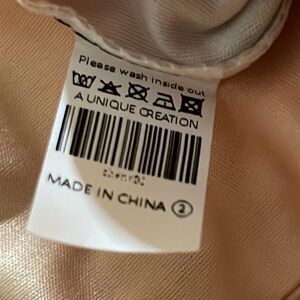 Please wash inside out
A UNIQUE CREATION
MADE IN CHINA ②